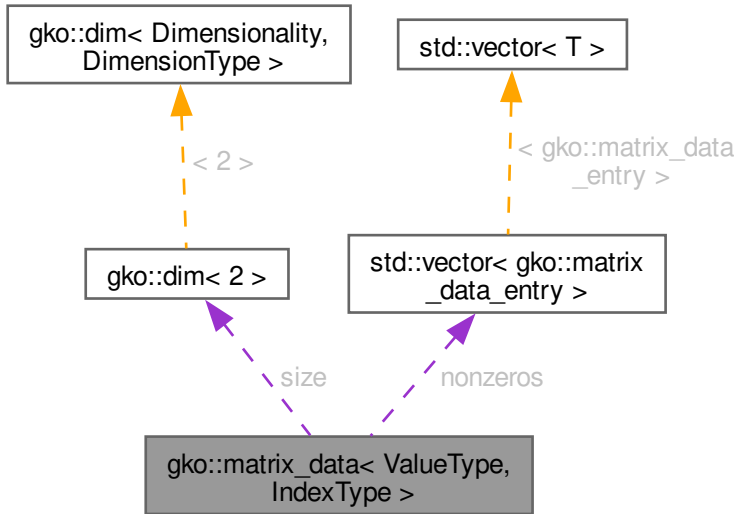 gko::dim< Dimensionality,
DimensionType >
std::vector< T >
< 2 >
< gko::matrix_data
_entry >
gko::dim< 2 >
std::vector< gko::matrix
_data_entry >
size
nonzeros
gko::matrix_data< ValueType,
IndexType >